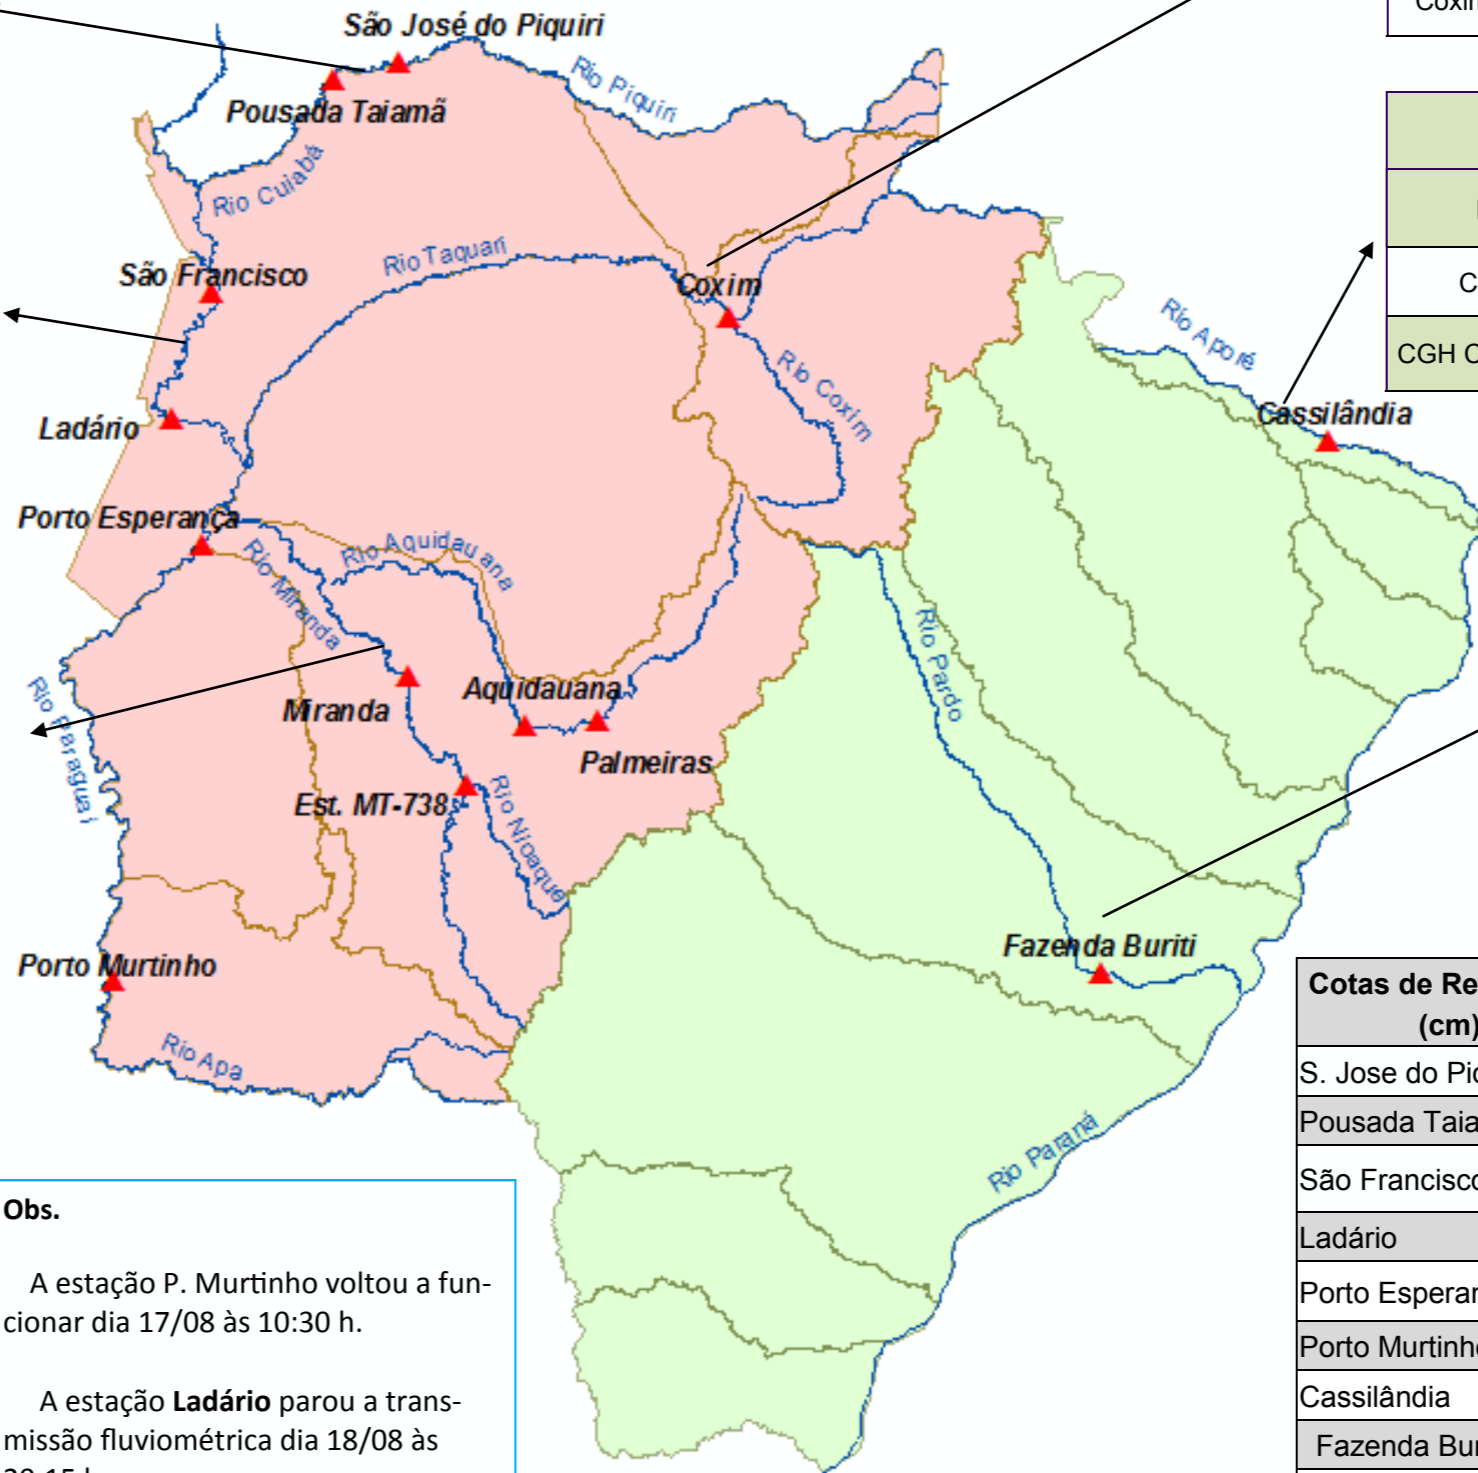 São José do Piquiri
Coxim
Rio Piquiri
Pousada Taiamã
Rio Cuiabá
Rio Taquari
São Francisco
Coxim
Rio Aporé
CGH C
Rio Coxim
Cassilândia
Ladário
Porto Esperança
Rio Aquidauana
Rio Miranda
Rio Pardo
Rio Paraguai
Aquidauana
Miranda
Palmeiras
Est. MT-738
Rio Nioaque
Fazenda Buriti
Porto Murtinho
Rio Apa
Rio Paraná
Cotas de Re
(cm)
S. Jose do Pi
Pousada Taia
São Francisco
Ladário
Porto Espera
Porto Murtinho
Cassilândia
Fazenda Bu
Obs.
A estação P. Murtinho voltou a fun-
cionar dia 17/08 às 10:30 h.
A estação Ladário parou a trans-
missão fluviométrica dia 18/08 às